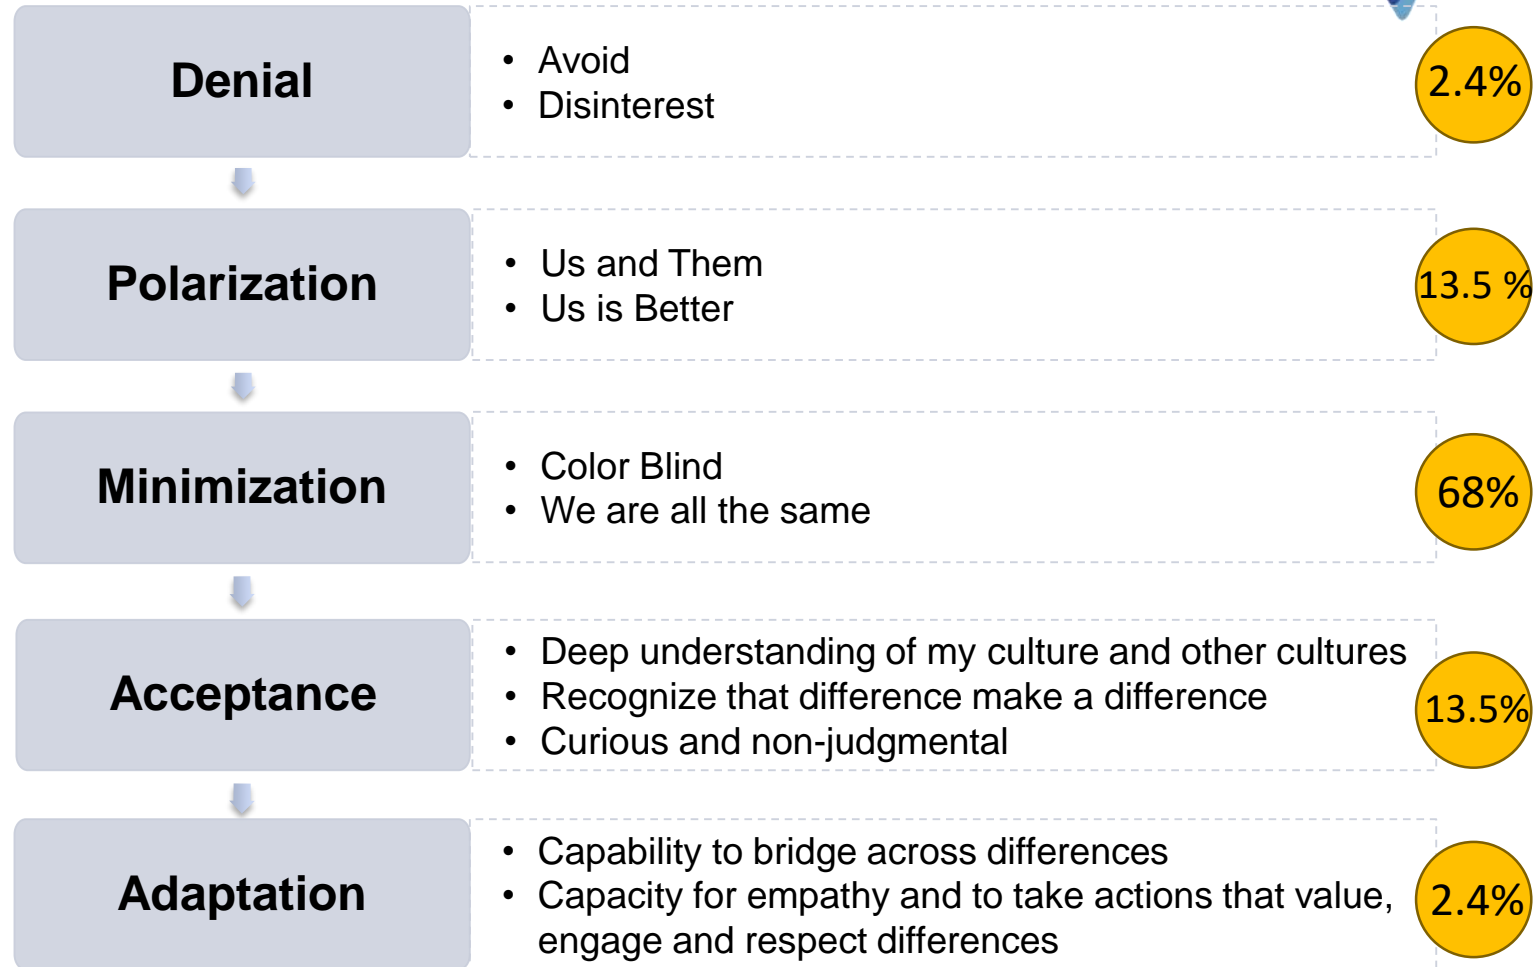 Denial
• Avoid
• Disinterest
2.4%
Polarization
• Us and Them
• Us is Better
13.5 %
Minimization
• Color Blind
• We are all the same
68%
Acceptance
• Deep understanding of my culture and other cultures
• Recognize that difference make a difference
• Curious and non-judgmental
13.5%
Adaptation
• Capability to bridge across differences
• Capacity for empathy and to take actions that value,
engage and respect differences
2.4%